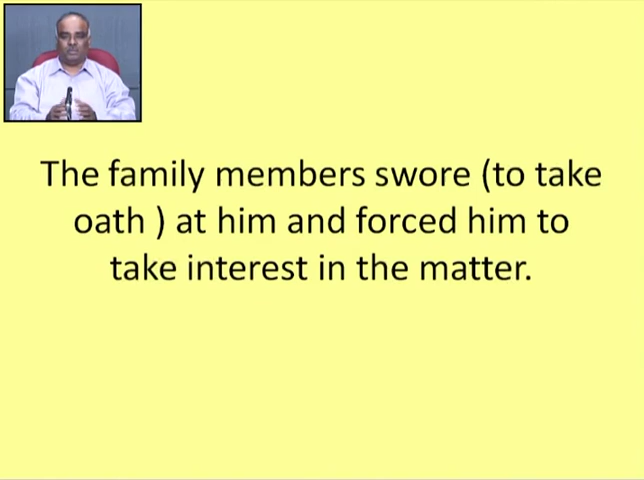 The family members swore (to take
oath ) at him and forced him to
take interest in the matter.